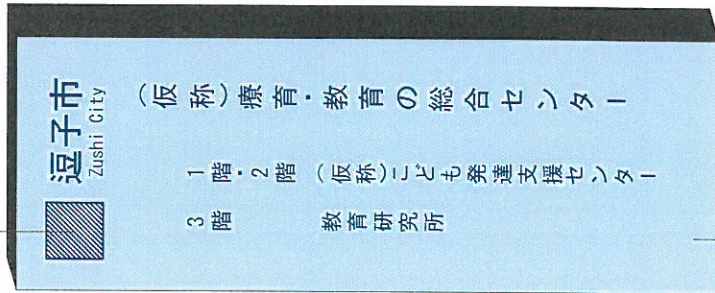 逗子市
Zushi City
（仮称）療育・教育の総合センター
1階・2階　（仮称）こども発達支援センター
3階　教育研究所